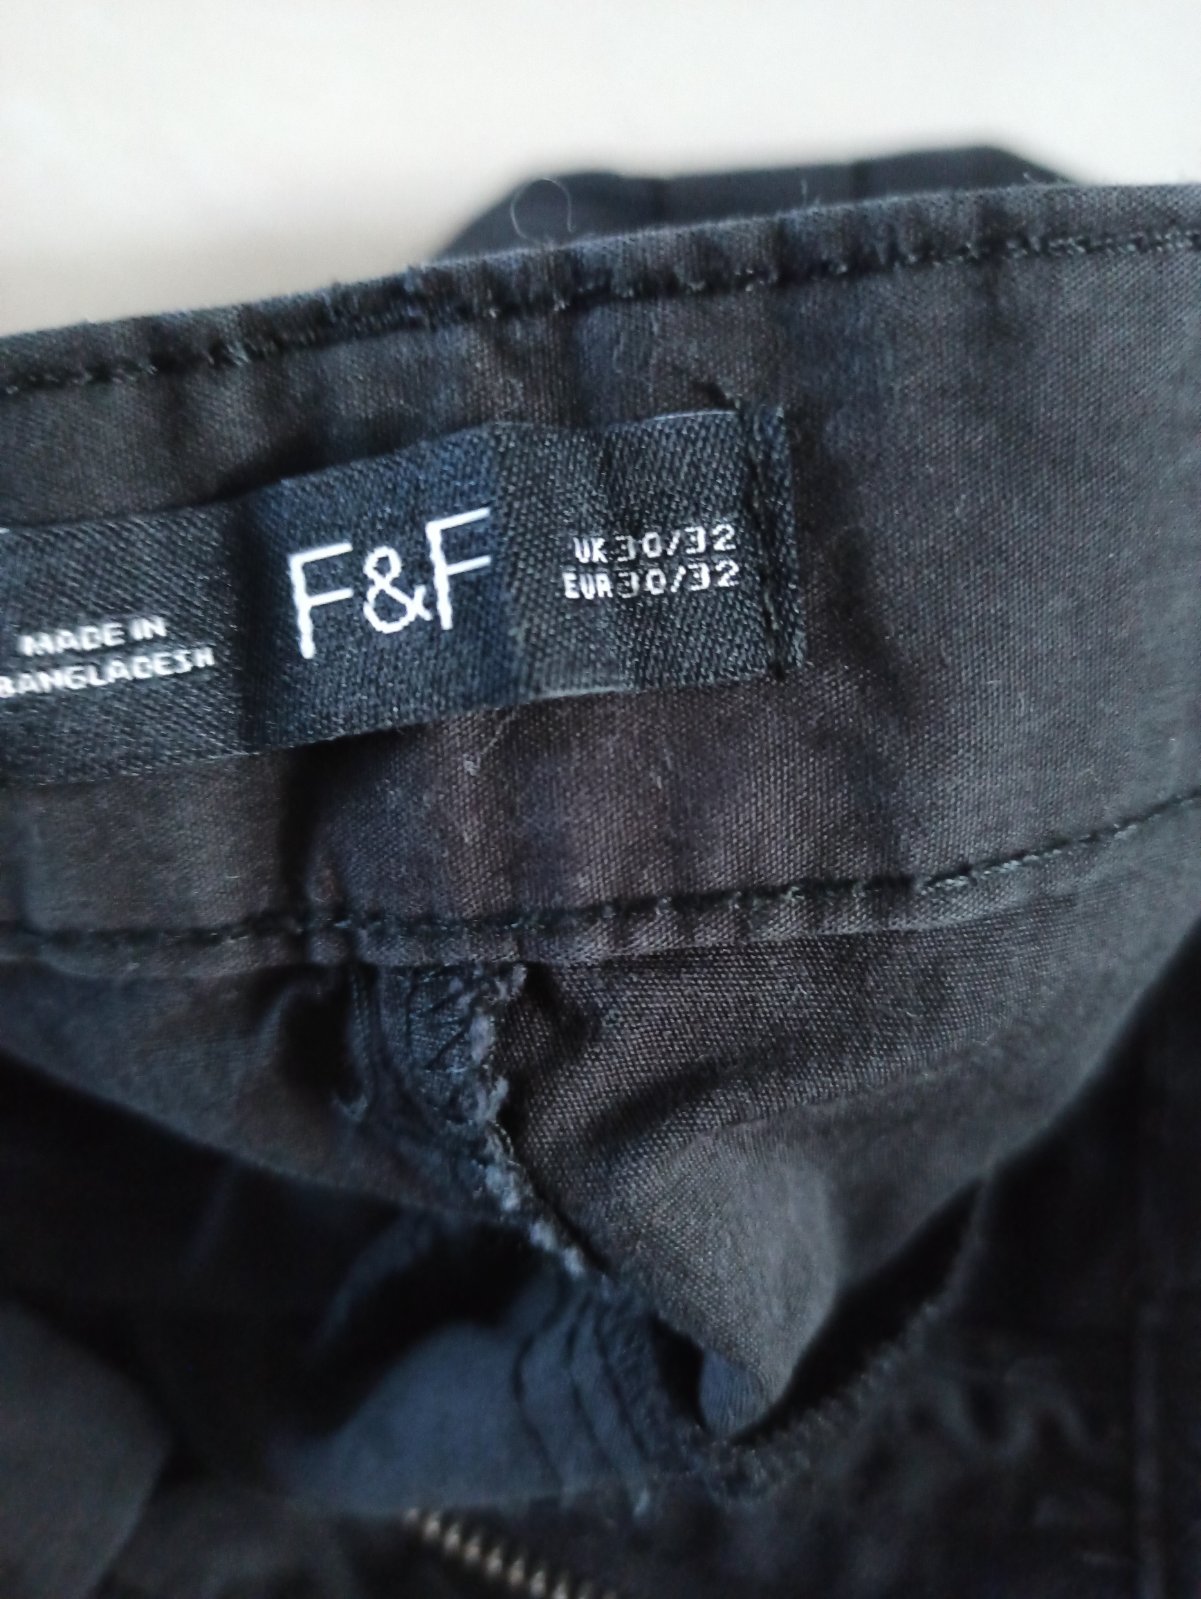 MADE IN
BANGLADESH
F&F
UK 30/32
EUR 30/32